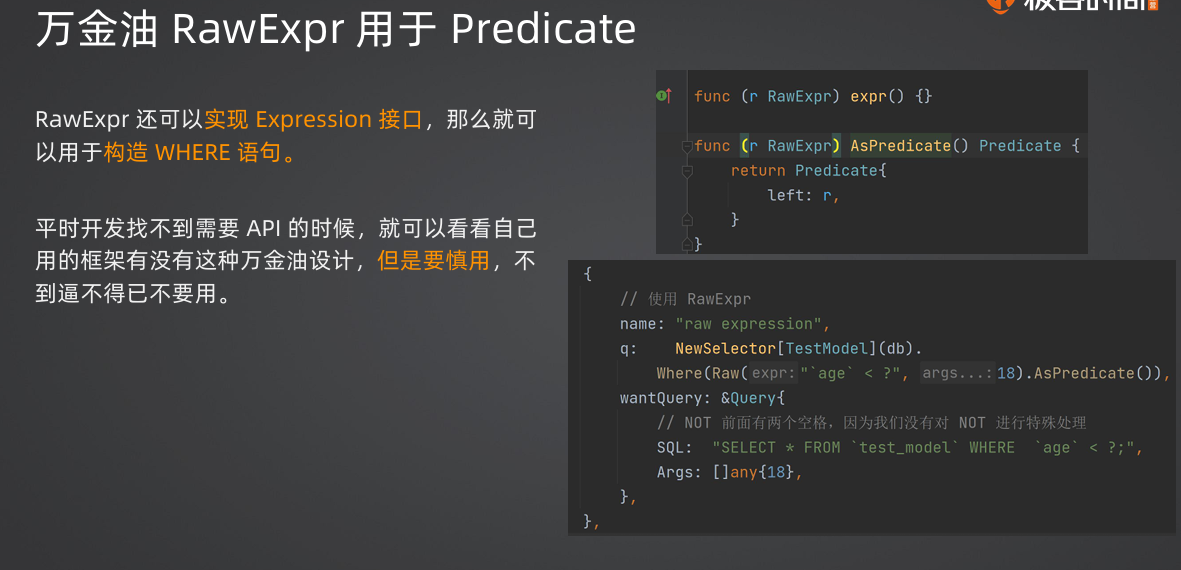 万金油 RawExpr 用于 Predicate
RawExpr 还可以实现 Expression 接口，那么就可
以用于构造 WHERE 语句。
平时开发找不到需要 API 的时候，就可以看看自己
用的框架有没有这种万金油设计，但是要慎用，不
到逼不得已不要用。
func (r RawExpr) expr() {}
func (r RawExpr) AsPredicate() Predicate {
return Predicate{
left: r,
}
}
{
// 使用 RawExpr
name: "raw expression",
q: NewSelector[TestModel](db).
Where(Raw( expr: "`age` < ?", args...: 18).AsPredicate()),
wantQuery: &Query{
// NOT 前面有两个空格，因为我们没有对 NOT 进行特殊处理
SQL: "SELECT * FROM `test_model` WHERE  `age` < ?;",
Args: []any{18},
},
},